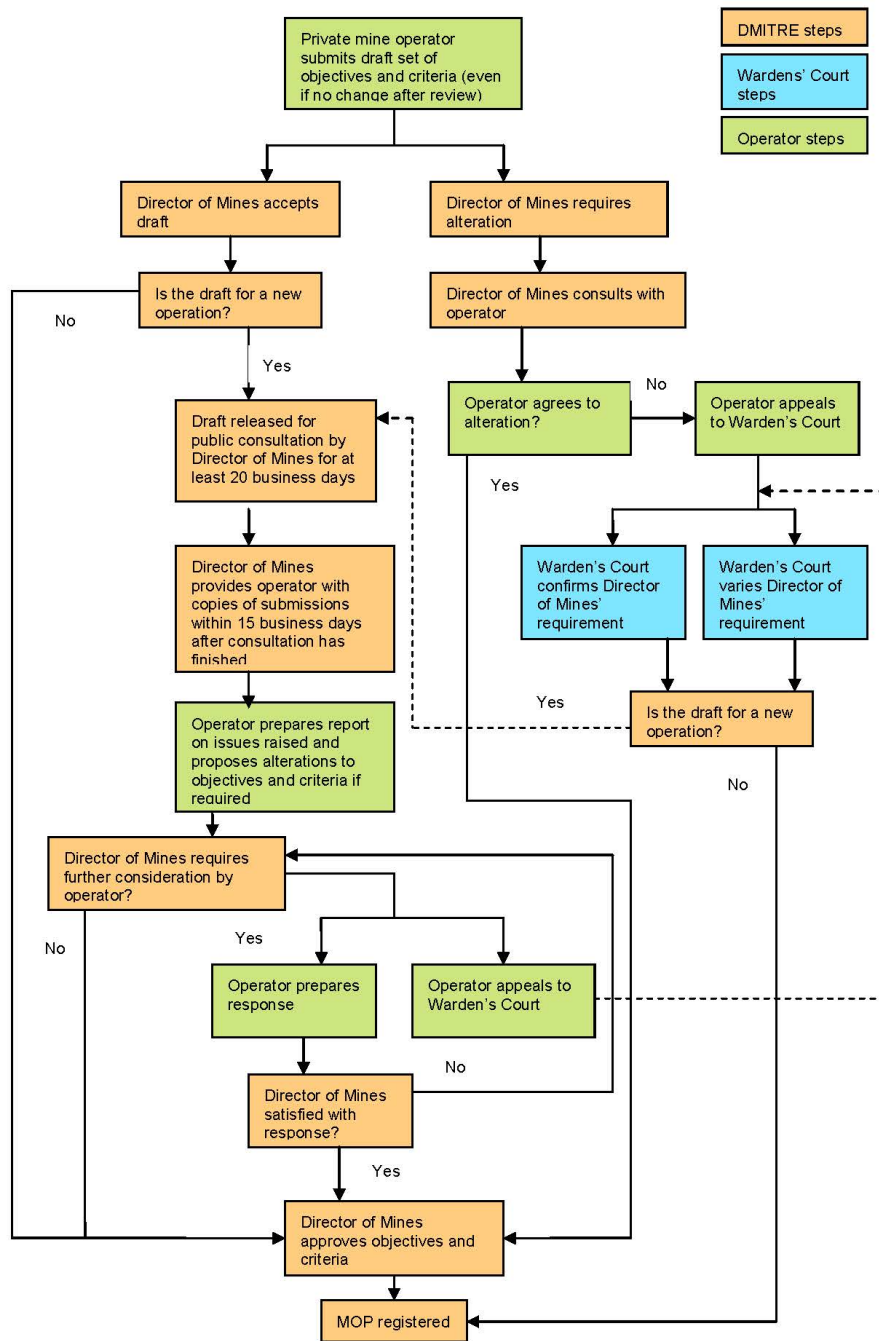 Private mine operator
submits draft set of
objectives and criteria (even
if no change after review)
DMITRE steps
Wardens' Court
steps
Operator steps
Director of Mines accepts
draft
Director of Mines requires
alteration
Is the draft for a new
operation?
No
Yes
Director of Mines consults with
operator
Draft released for
public consultation by
Director of Mines for at
least 20 business days
Operator agrees to
alteration?
No
Yes
Operator appeals
to Warden's Court
Director of Mines
provides operator with
copies of submissions
within 15 business days
after consultation has
finished
Warden's Court
confirms Director
of Mines'
requirement
Warden's Court
varies Director of
Mines'
requirement
Yes
Is the draft for a new
operation?
No
Operator prepares report
on issues raised and
proposes alterations to
objectives and criteria if
required
Director of Mines requires
further consideration by
operator?
No
Yes
Operator prepares
response
Operator appeals to
Warden's Court
No
Director of Mines
satisfied with
response?
Yes
Director of Mines
approves objectives and
criteria
MOP registered